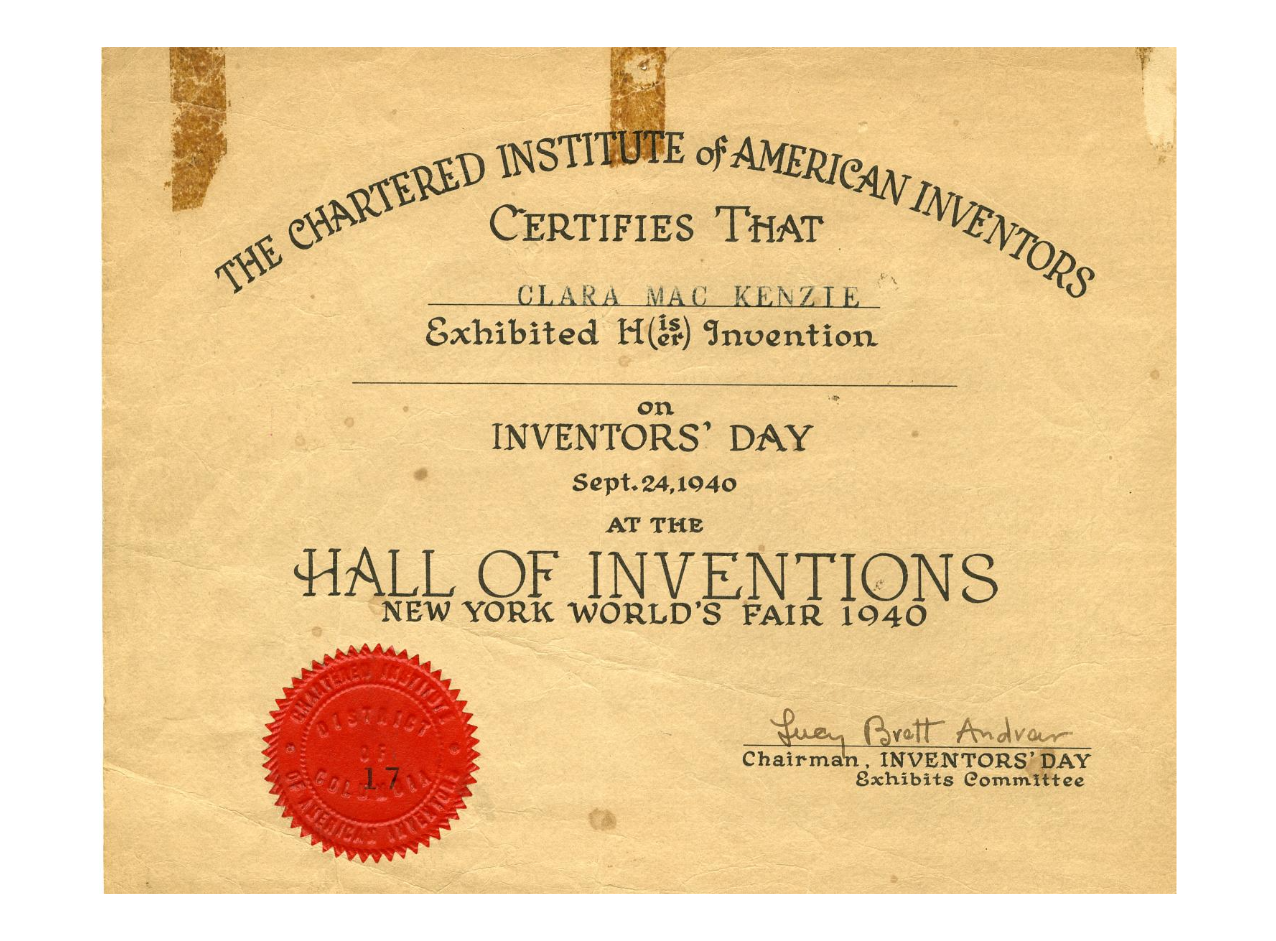 THE CHARTERED INSTITUTE of AMERICAN INVENTORS
CERTIFIES THAT
CLARA MAC KENZIE
Exhibited H(is/er) Invention
on
INVENTORS' DAY
Sept. 24, 1940
AT THE
HALL OF INVENTIONS
NEW YORK WORLD'S FAIR 1940
CHARTERED INSTITUTE
DISTRICT
OF
COLUMBIA
17
OF AMERICAN INVENTORS
Lucy Brett Andrew
Chairman, INVENTORS' DAY
Exhibits Committee